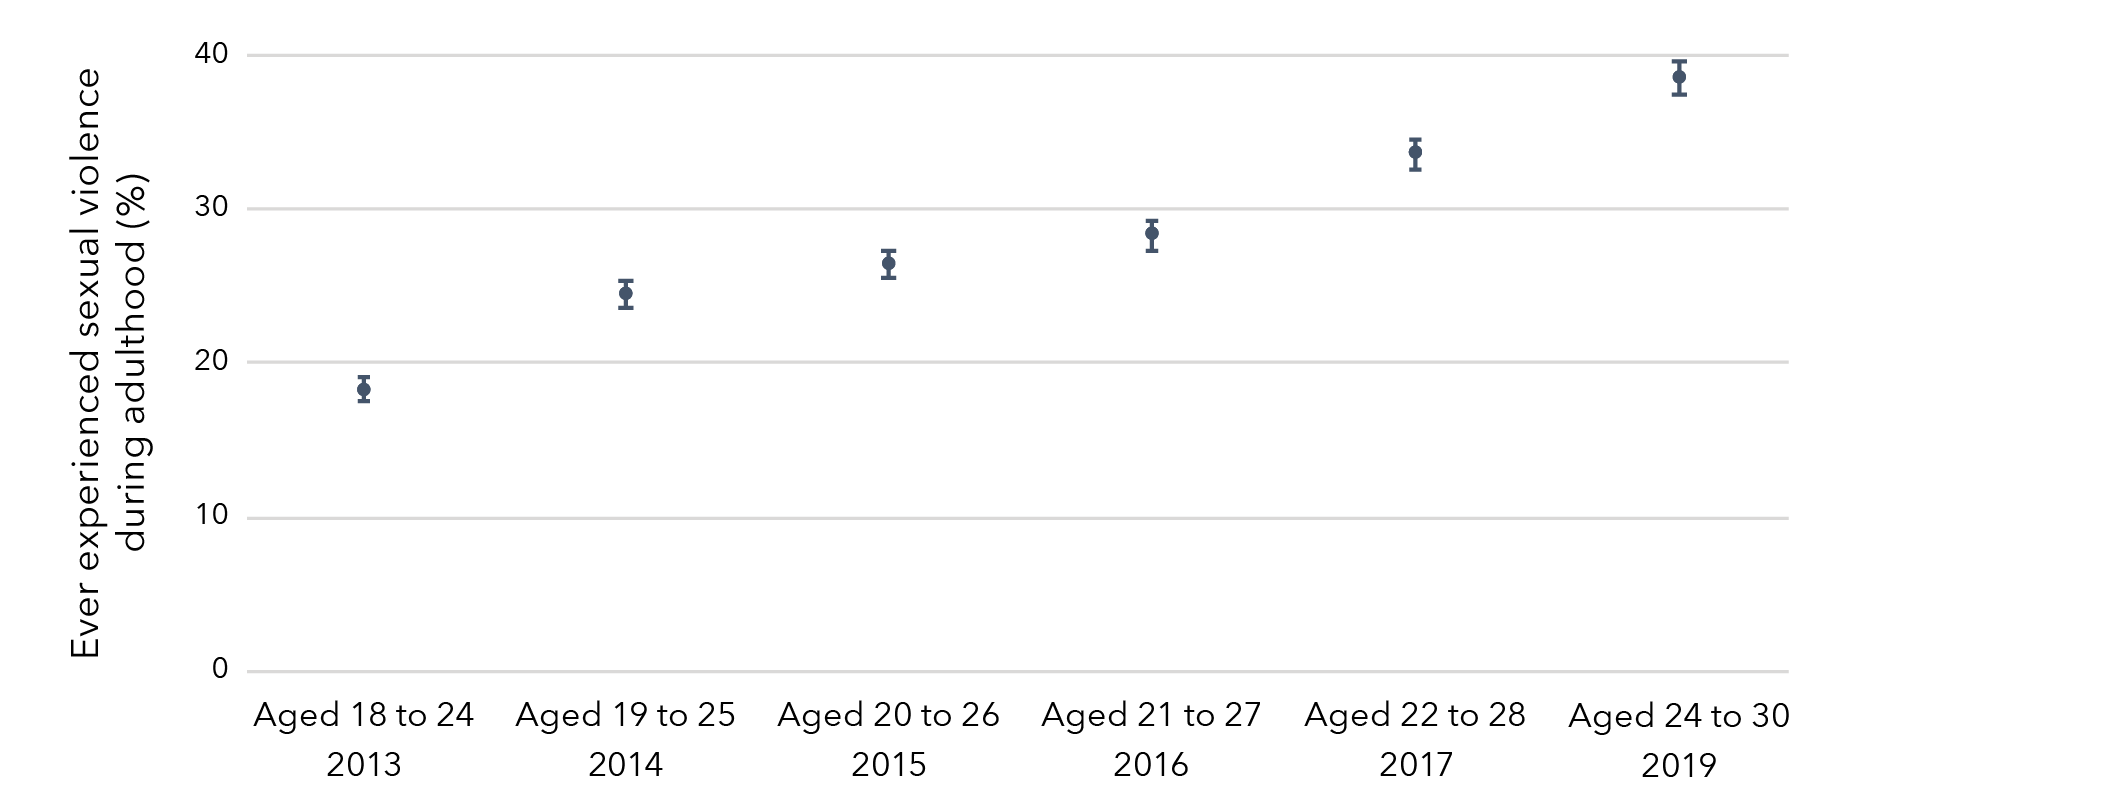 Ever experienced sexual violence
during adulthood (%)
40
30
20
10
0
Aged 18 to 24 Aged 19 to 25 Aged 20 to 26 Aged 21 to 27 Aged 22 to 28 Aged 24 to 30
2013 2014 2015 2016 2017 2019